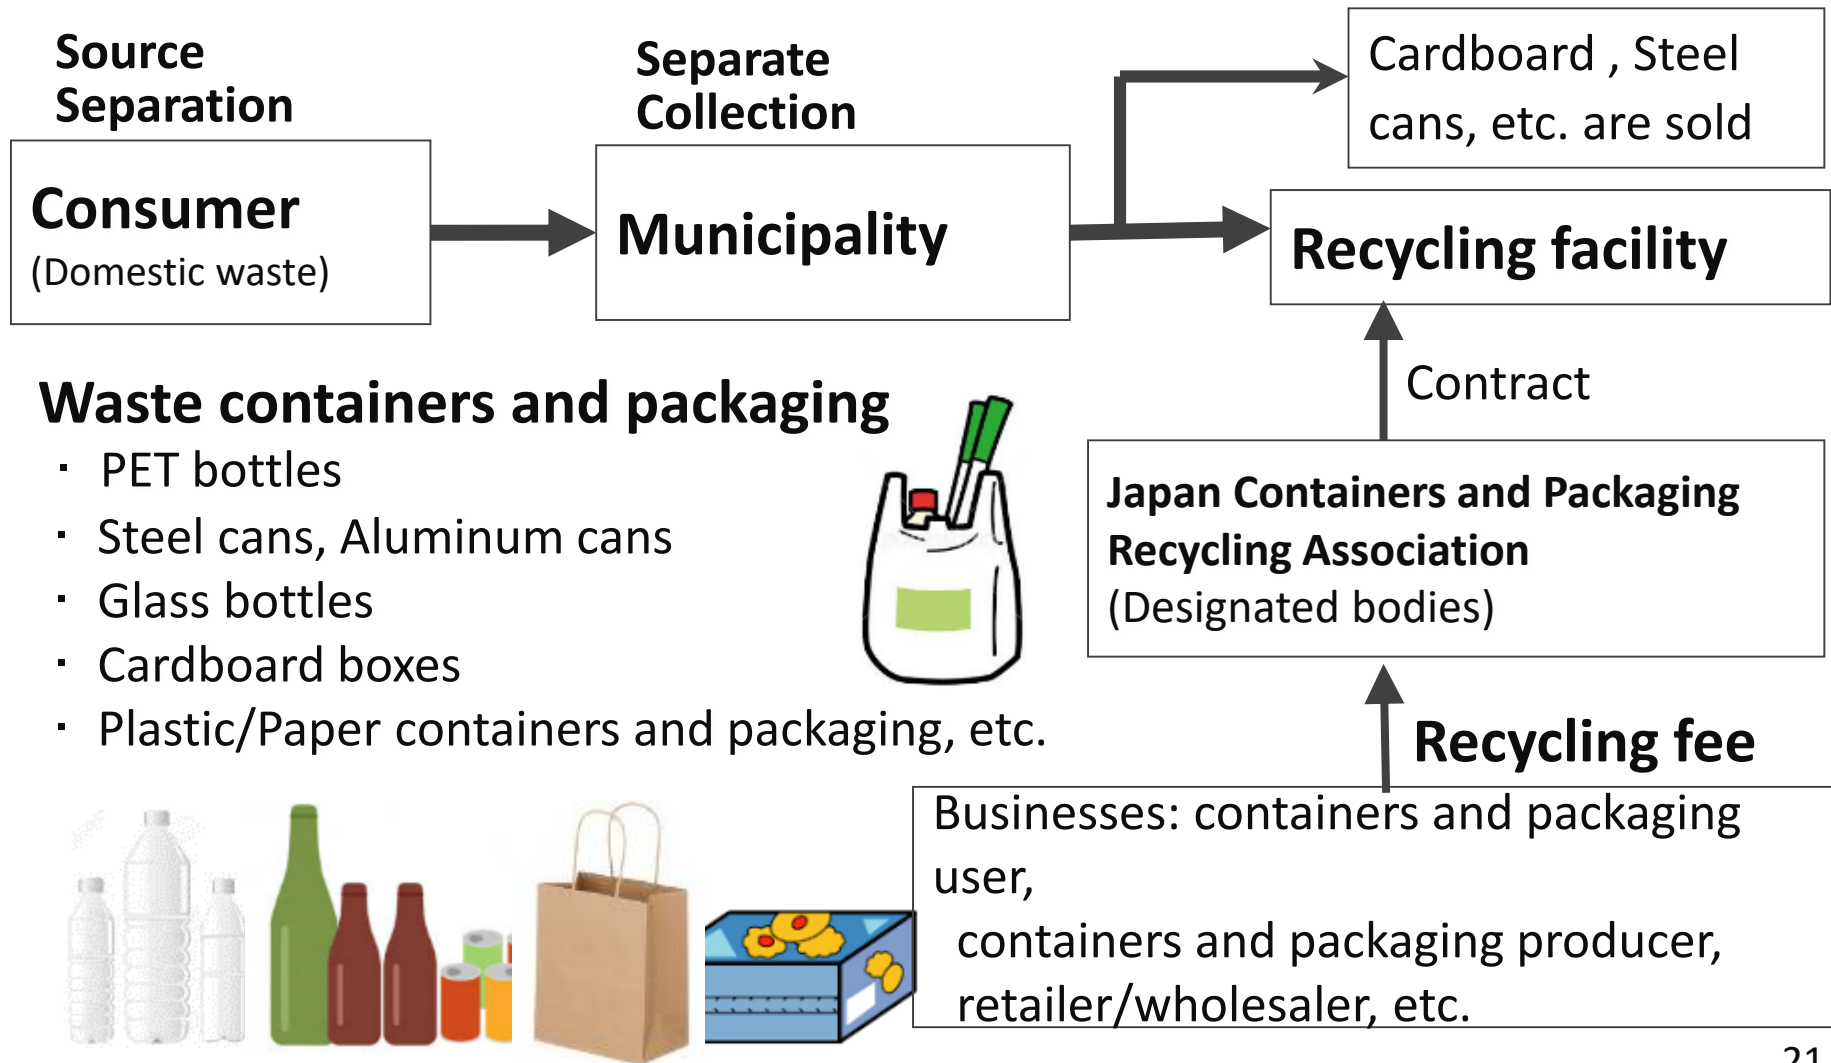 Source
Separation
Separate
Collection
Cardboard , Steel
cans, etc. are sold
Consumer
(Domestic waste)
Municipality
Recycling facility
Contract
Waste containers and packaging
· PET bottles
· Steel cans, Aluminum cans
· Glass bottles
· Cardboard boxes
· Plastic/Paper containers and packaging, etc.
Japan Containers and Packaging
Recycling Association
(Designated bodies)
Recycling fee
Businesses: containers and packaging
user,
containers and packaging producer,
retailer/wholesaler, etc.
21